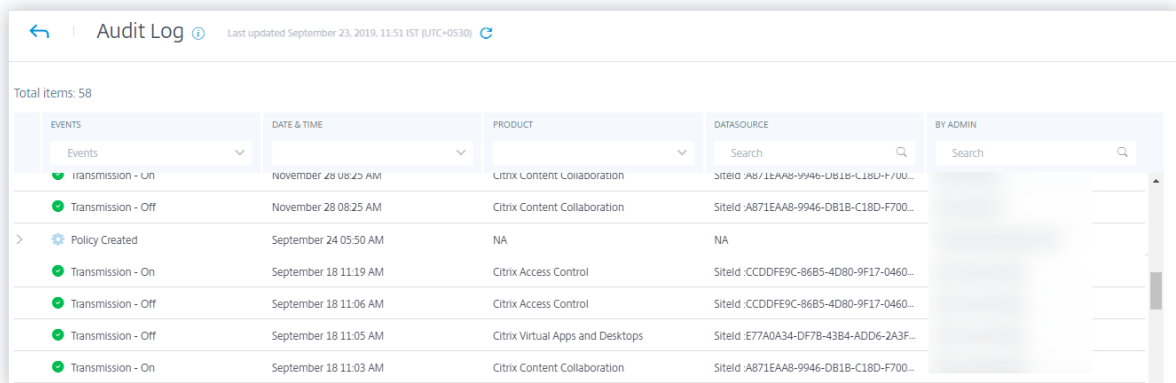 Audit Log Last updated September 23, 2019, 11:51 IST (UTC+0530)
Total items: 58
EVENTS DATE & TIME PRODUCT DATASOURCE BY ADMIN
Events Search Search
Transmission - On November 28 08:25 AM Citrix Content Collaboration SiteId :A871EAA8-9946-DB1B-C18D-F700...
Transmission - Off November 28 08:25 AM Citrix Content Collaboration SiteId :A871EAA8-9946-DB1B-C18D-F700...
Policy Created September 24 05:50 AM NA NA
Transmission - On September 18 11:19 AM Citrix Access Control SiteId :CCDDFE9C-86B5-4D80-9F17-0460...
Transmission - Off September 18 11:06 AM Citrix Access Control SiteId :CCDDFE9C-86B5-4D80-9F17-0460...
Transmission - Off September 18 11:05 AM Citrix Virtual Apps and Desktops SiteId :E77A0A34-DF7B-43B4-ADD6-2A3F...
Transmission - On September 18 11:03 AM Citrix Content Collaboration SiteId :A871EAA8-9946-DB1B-C18D-F700...